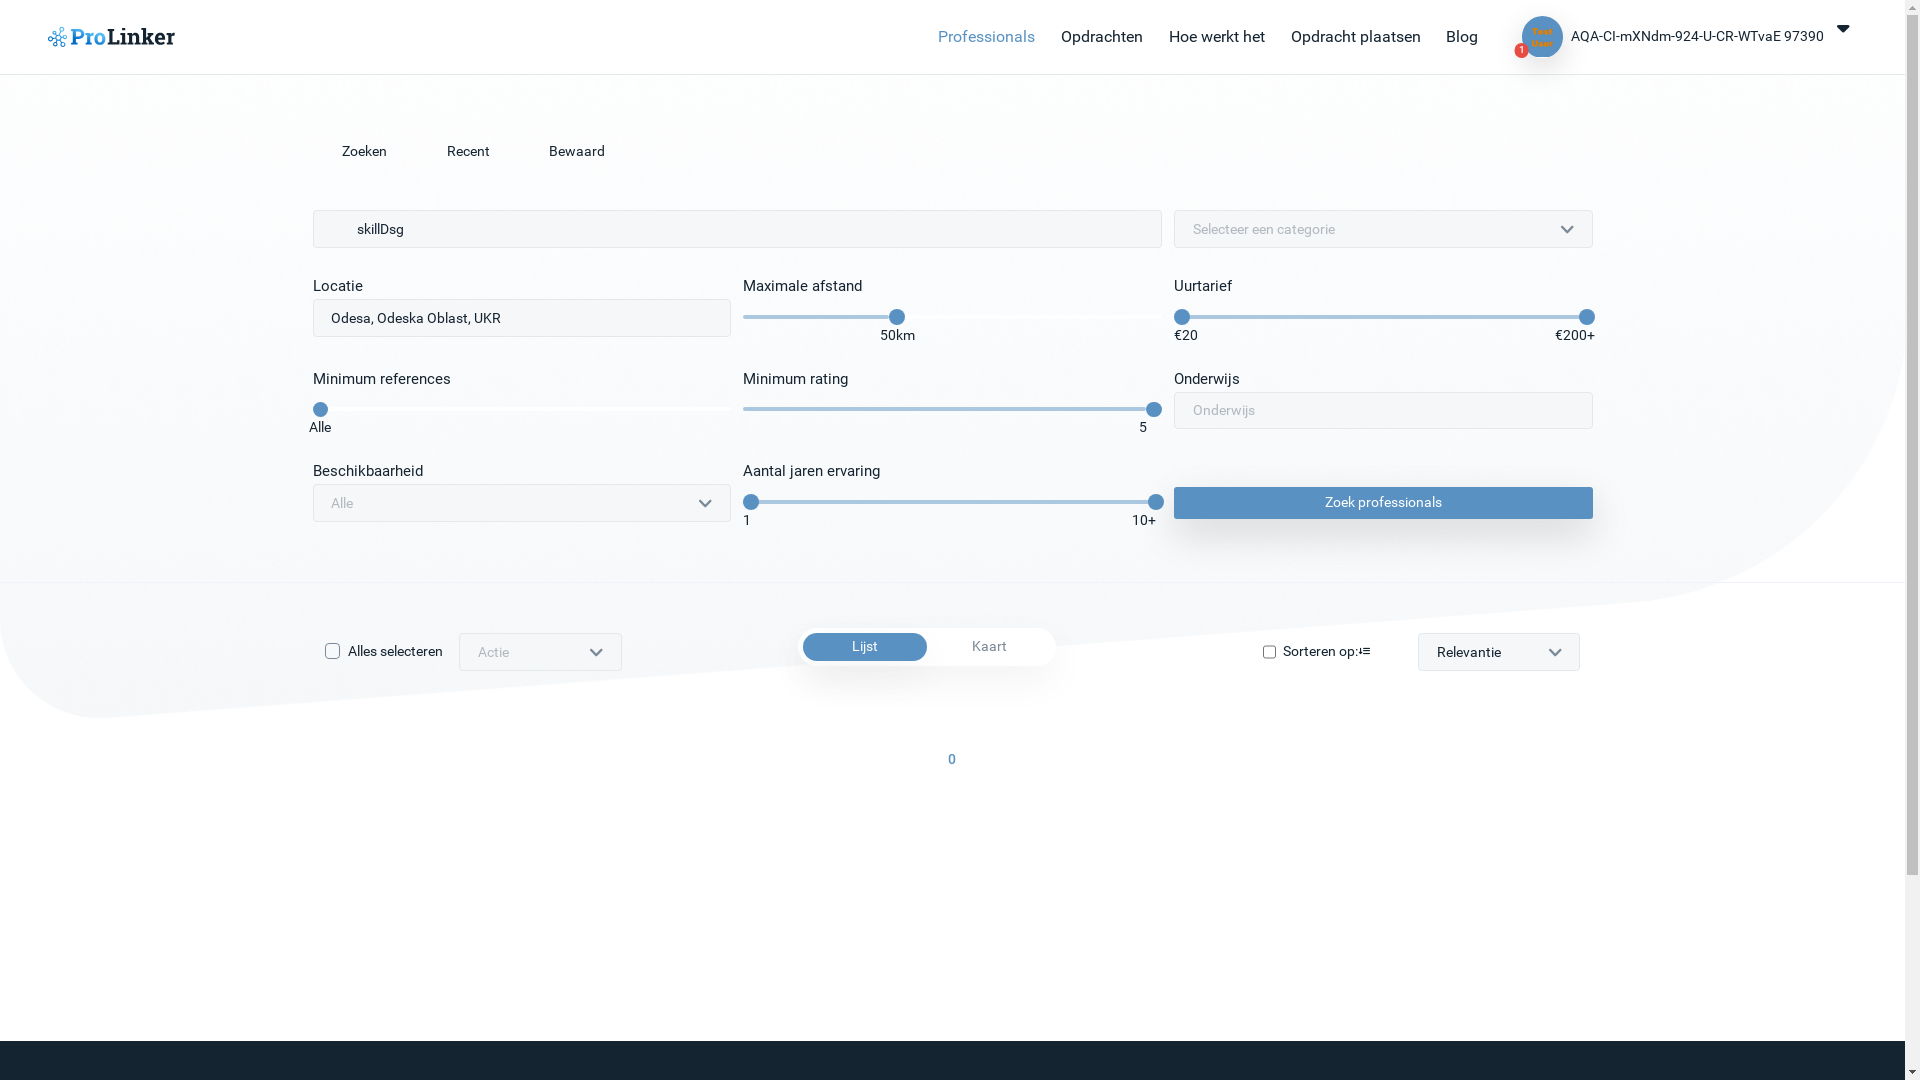 ProLinker
Professionals Opdrachten Hoe werkt het Opdracht plaatsen Blog
Test User
1
AQA-CI-mXNdm-924-U-CR-WTvaE 97390
Zoeken Recent Bewaard
skillDsg Selecteer een categorie
Locatie Maximale afstand Uurtarief
Odesa, Odeska Oblast, UKR
50km €20 €200+
Minimum references Minimum rating Onderwijs
Onderwijs
Alle 5
Beschikbaarheid Aantal jaren ervaring
Alle Zoek professionals
1 10+
Alles selecteren Actie Lijst Kaart Sorteren op: Relevantie
0